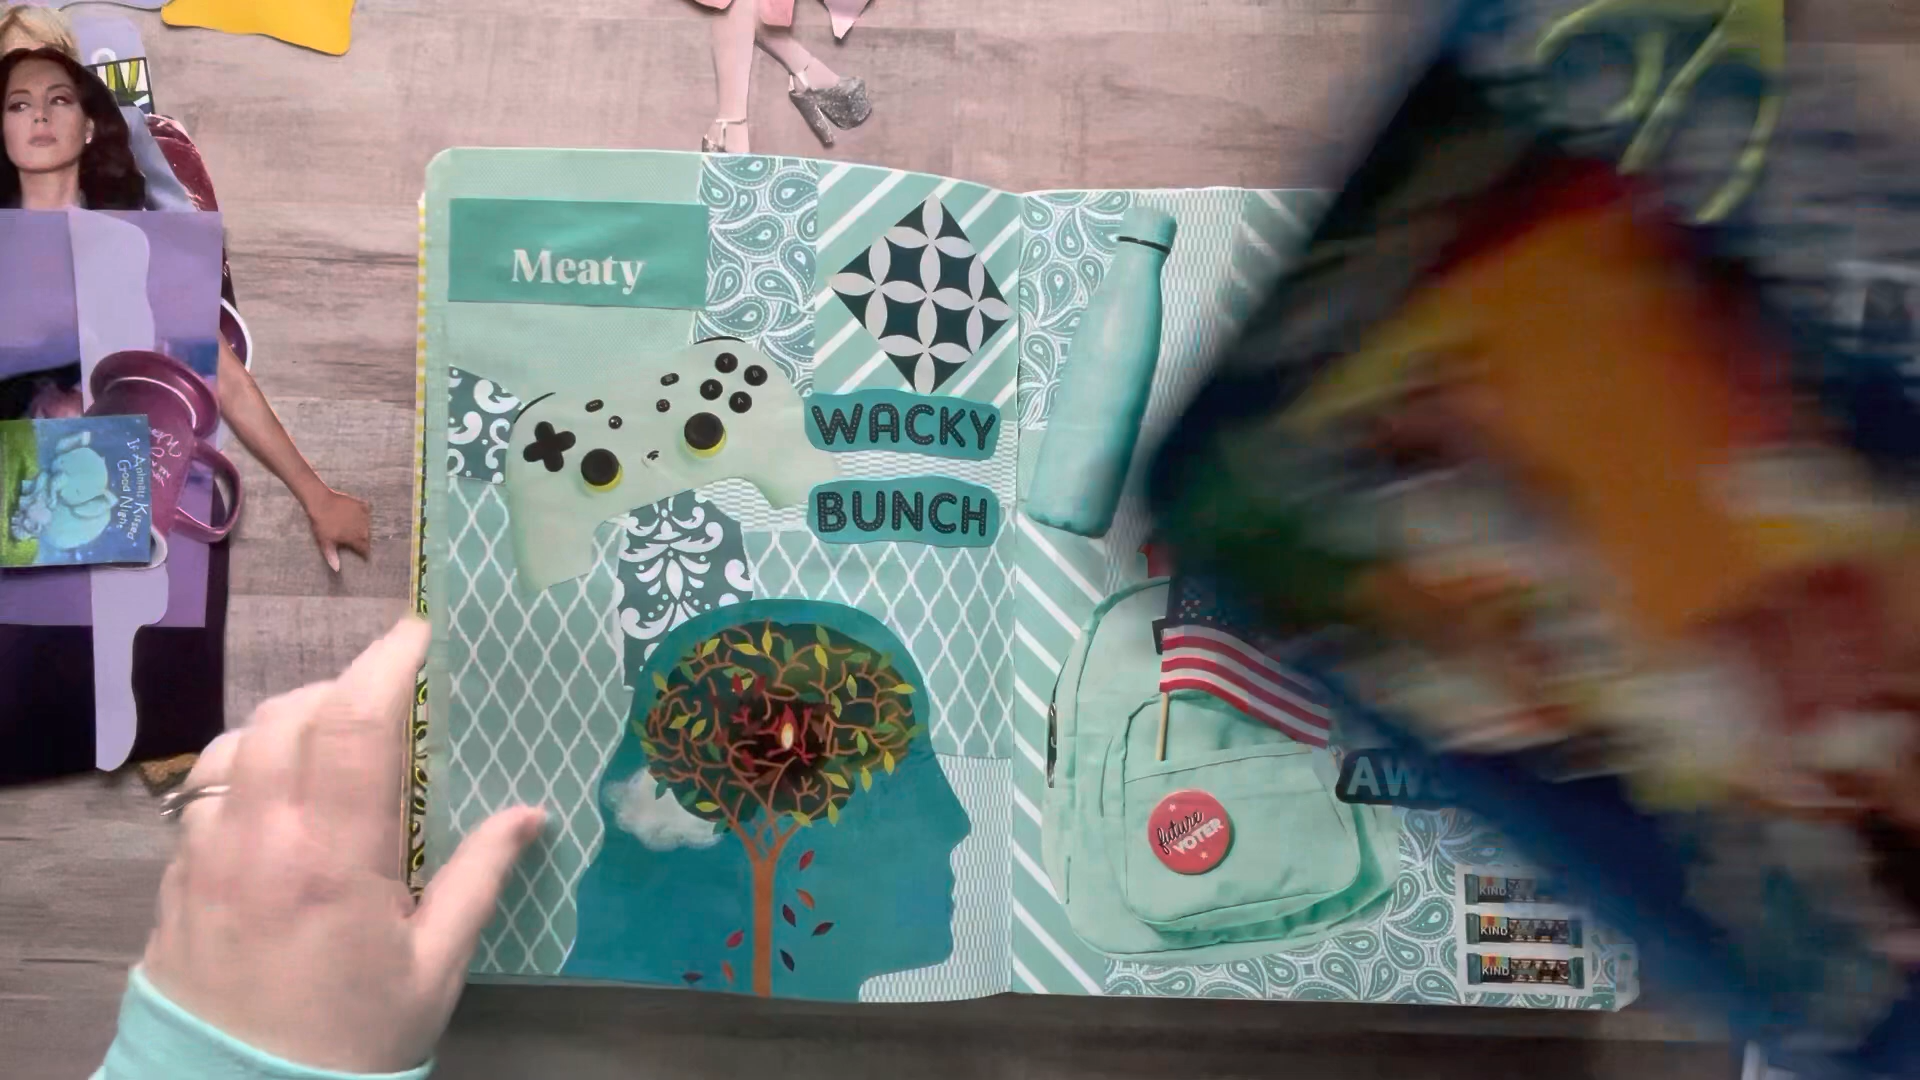 Meaty
WACKY
BUNCH
If Animals Kissed
Good Night
future
VOTER
KIND
KIND
KIND